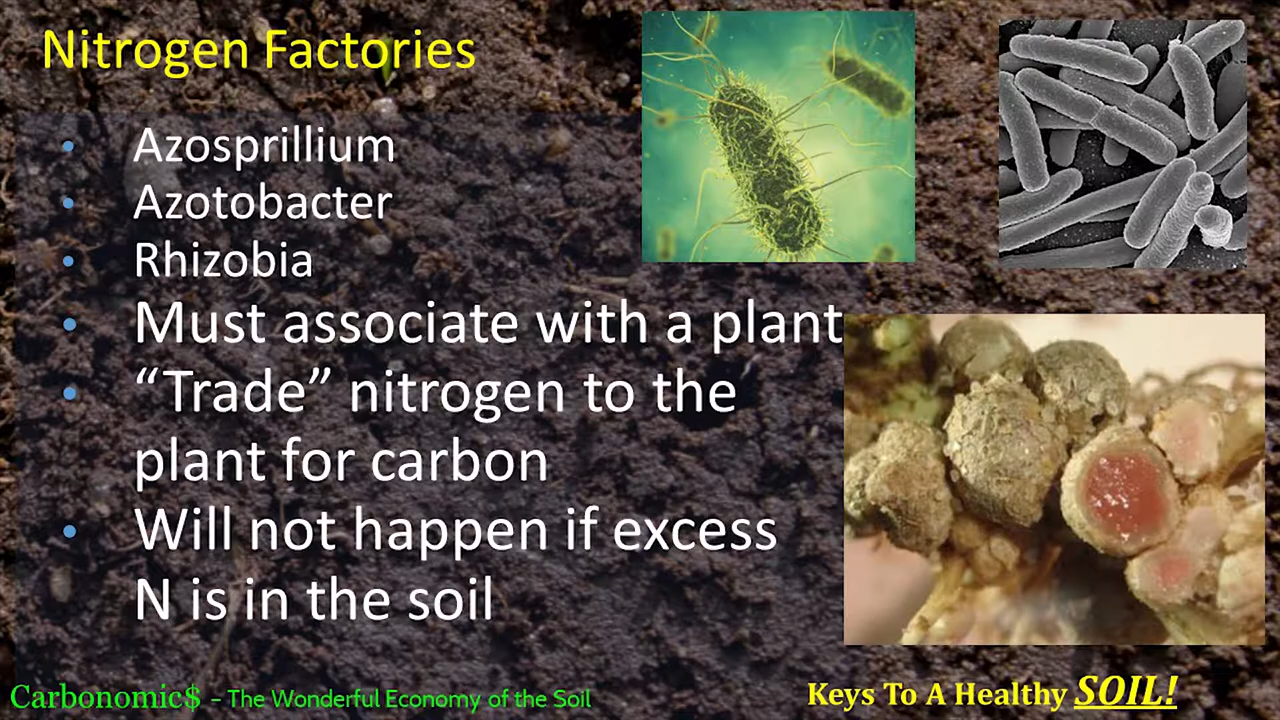 Nitrogen Factories
• Azosprillium
• Azotobacter
• Rhizobia
• Must associate with a plant
• “Trade” nitrogen to the
plant for carbon
• Will not happen if excess
N is in the soil
Carbonomic$ – The Wonderful Economy of the Soil
Keys To A Healthy SOIL!